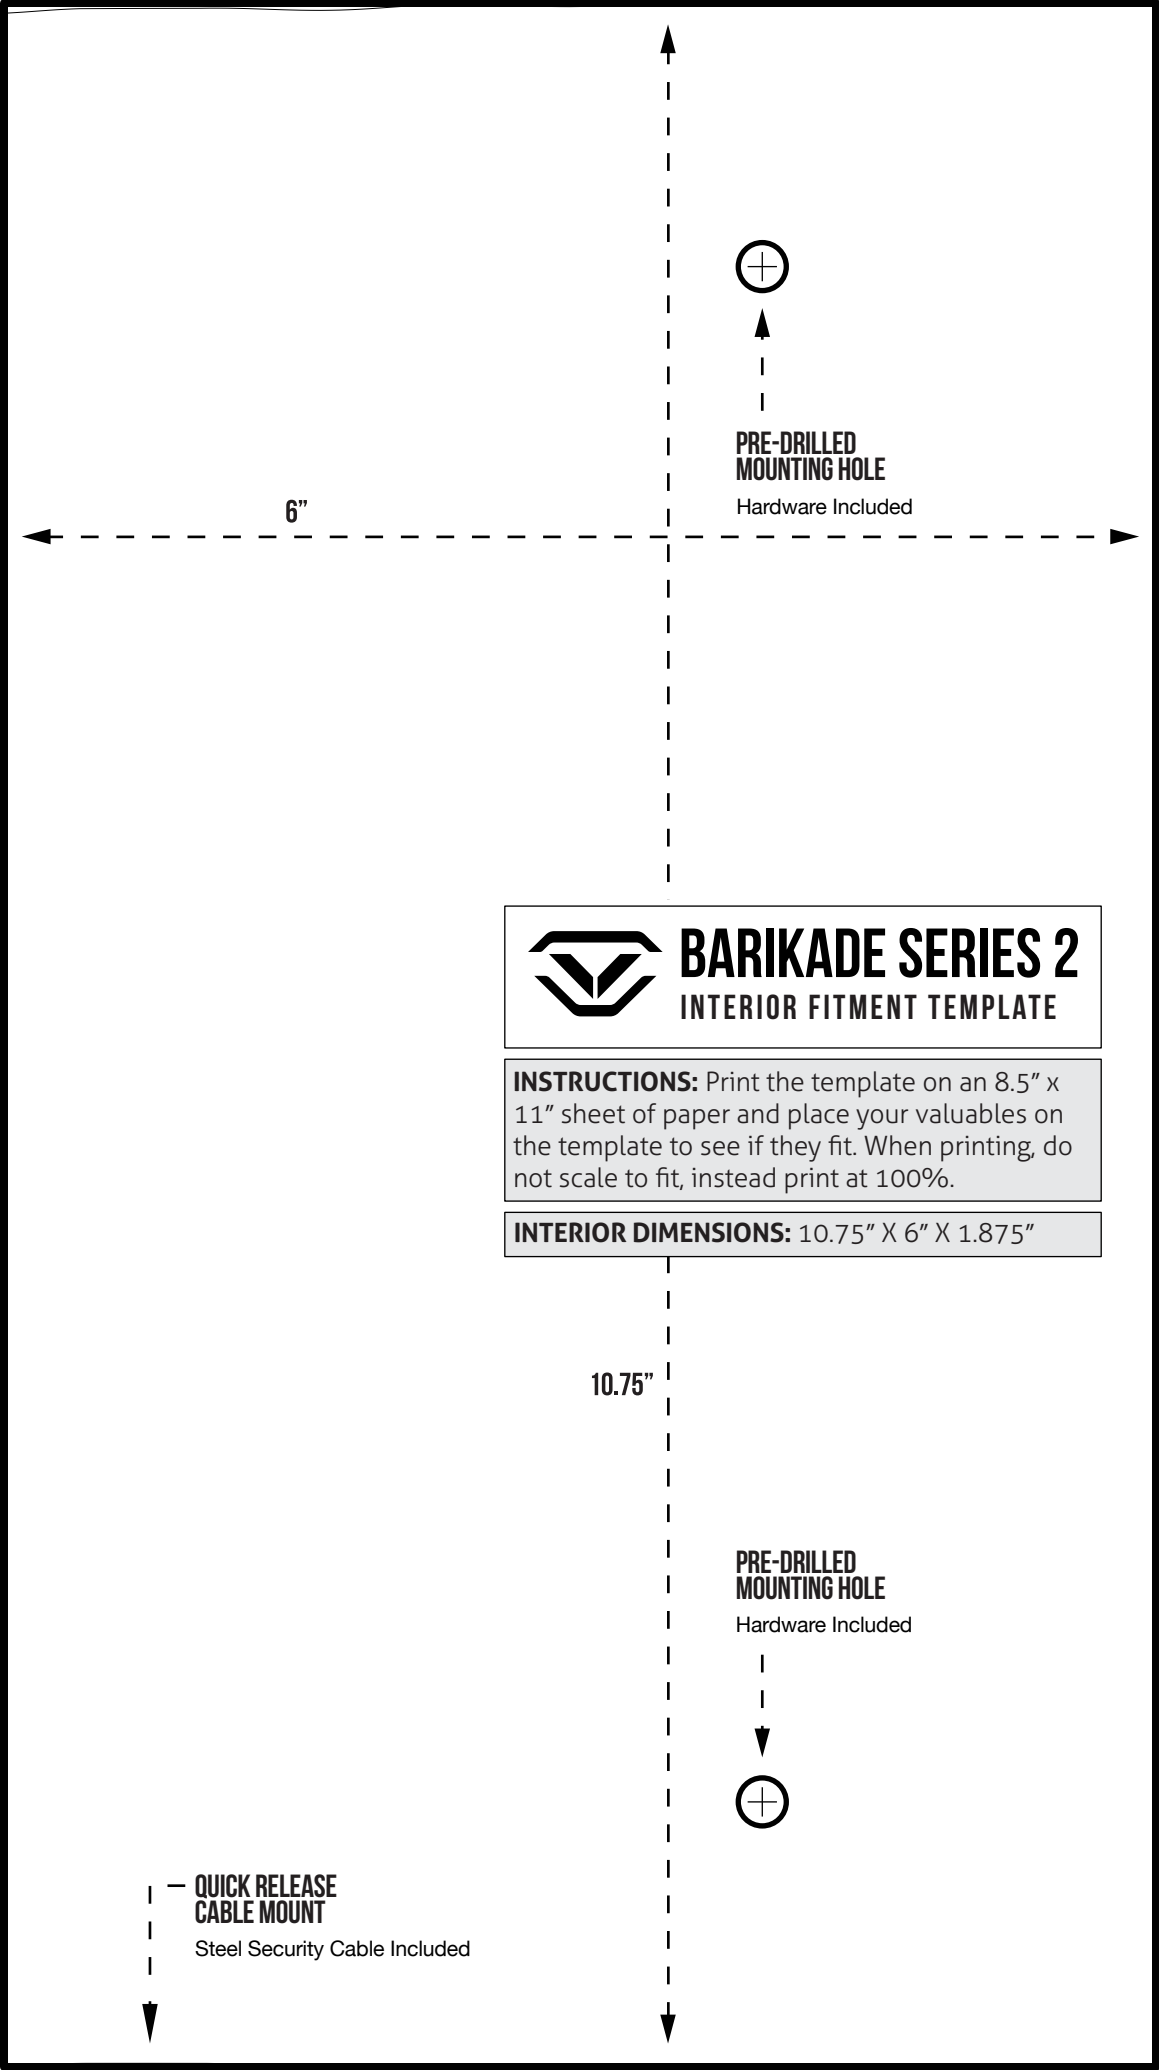 PRE-DRILLED
MOUNTING HOLE
Hardware Included
6”
BARIKADE SERIES 2
INTERIOR FITMENT TEMPLATE
INSTRUCTIONS: Print the template on an 8.5” x
11” sheet of paper and place your valuables on
the template to see if they fit. When printing, do
not scale to fit, instead print at 100%.
INTERIOR DIMENSIONS: 10.75” X 6” X 1.875”
10.75”
PRE-DRILLED
MOUNTING HOLE
Hardware Included
QUICK RELEASE
CABLE MOUNT
Steel Security Cable Included